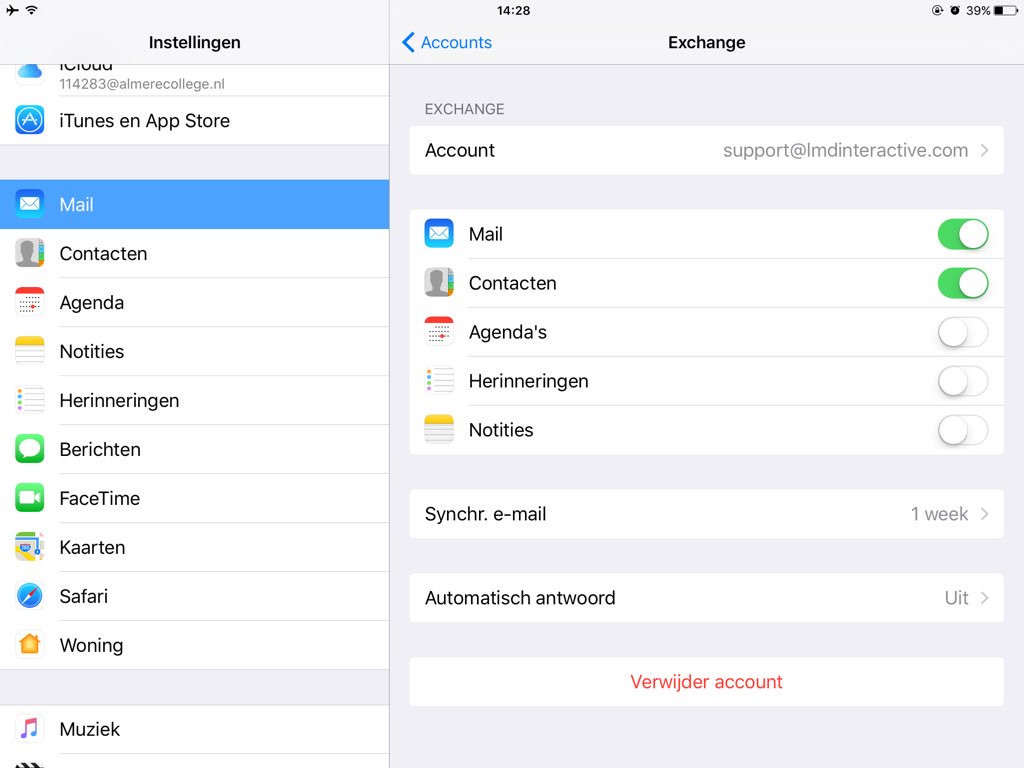 14:28
39%
Instellingen
iCloud
114283@almerecollege.nl
iTunes en App Store
Mail
Contacten
Agenda
Notities
Herinneringen
Berichten
FaceTime
Kaarten
Safari
Woning
Muziek
Accounts
Exchange
EXCHANGE
Account support@lmdinteractive.com
Mail
Contacten
Agenda's
Herinneringen
Notities
Synchr. e-mail 1 week
Automatisch antwoord Uit
Verwijder account